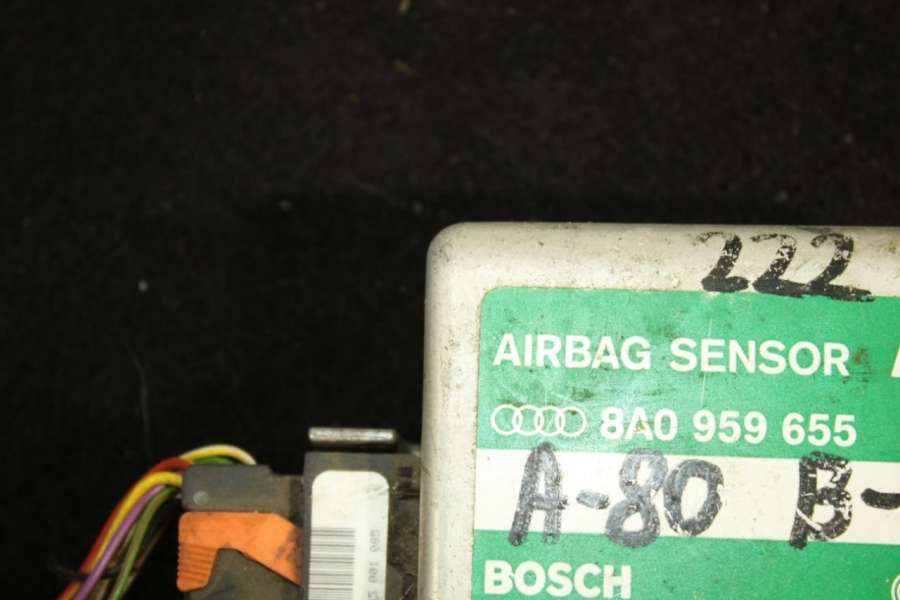 222
AIRBAG SENSOR
8A0 959 655
A-80 B-
BOSCH